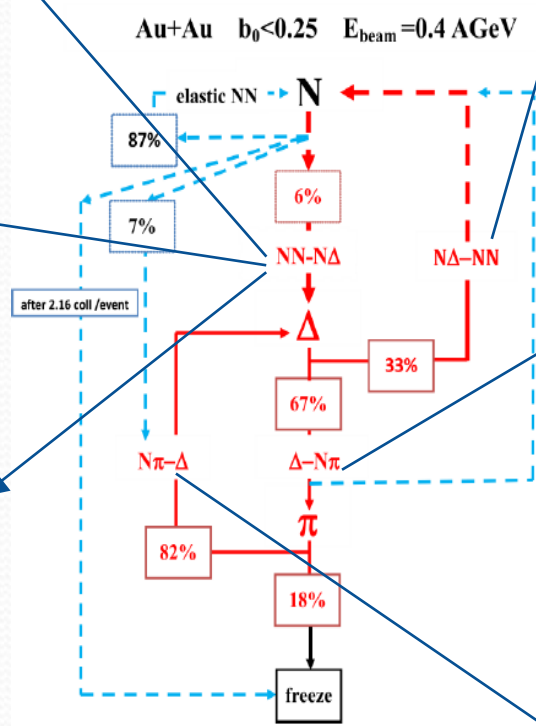 Au+Au b₀<0.25 E_beam =0.4 AGeV
elastic NN
N
87%
6%
7%
NN-NΔ
NΔ–NN
after 2.16 coll /event
Δ
33%
67%
Nπ–Δ
Δ–Nπ
π
82%
18%
freeze